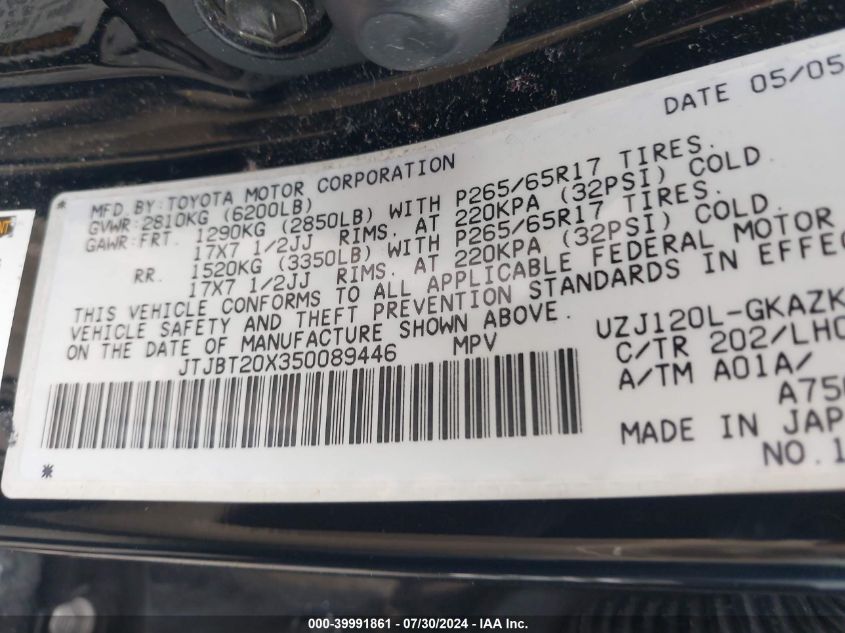 DATE 05/05
MFD BY: TOYOTA MOTOR CORPORATION
GVWR: 2810KG (6200LB)
GAWR: FRT. 1290KG (2850LB) WITH P265/65R17 TIRES.
17X7 1/2JJ RIMS. AT 220KPA (32PSI) COLD.
RR. 1520KG (3350LB) WITH P265/65R17 TIRES.
17X7 1/2JJ RIMS. AT 220KPA (32PSI) COLD.
THIS VEHICLE CONFORMS TO ALL APPLICABLE FEDERAL MOTOR
VEHICLE SAFETY AND THEFT PREVENTION STANDARDS IN EFFEC
ON THE DATE OF MANUFACTURE SHOWN ABOVE.
JTJBT20X350089446 MPV
UZJ120L-GKAZK
C/TR 202/LH
A/TM A01A/
A75
MADE IN JAP
NO.1
000-39991861 / 07/30/2024 - IAAI Inc.